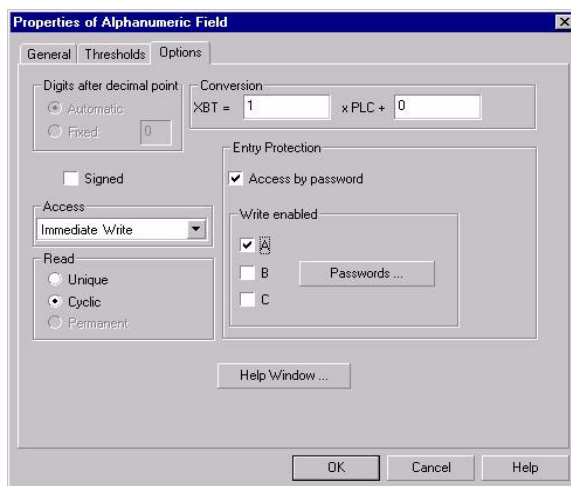 Properties of Alphanumeric Field
General Thresholds Options
Digits after decimal point
Automatic
Fixed 0
Conversion
XBT = 1 x PLC + 0
Signed
Entry Protection
Access by password
Access
Immediate Write
Write enabled
A
B
C
Passwords ...
Read
Unique
Cyclic
Permanent
Help Window ...
OK Cancel Help